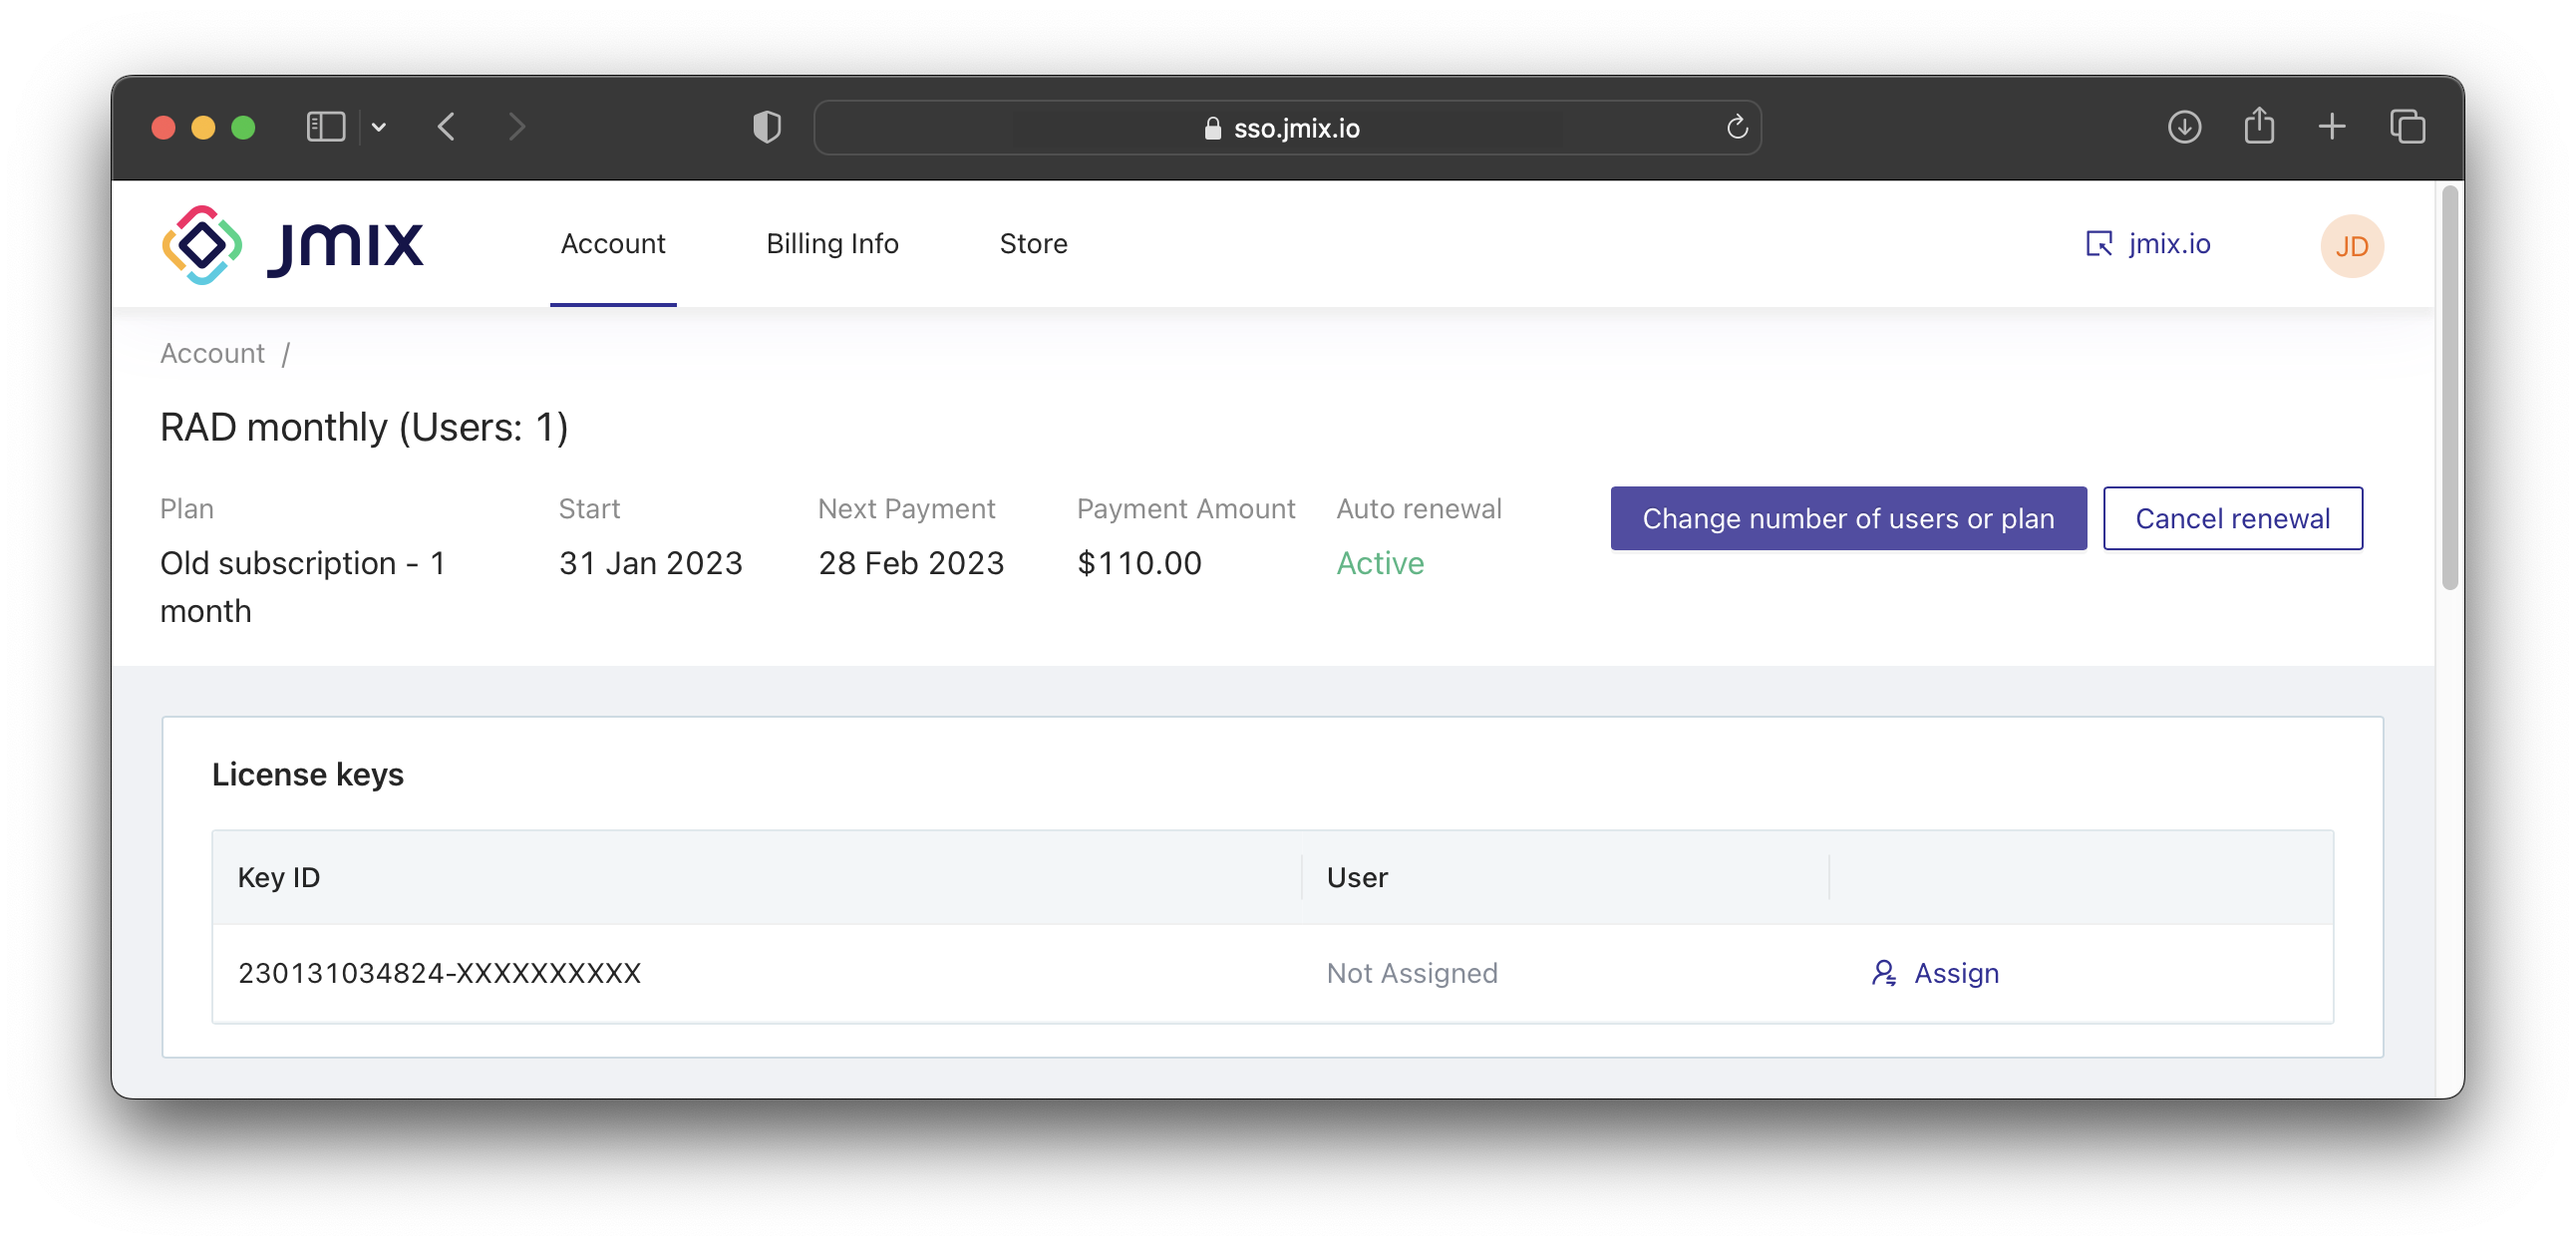 sso.jmix.io
Jmix
Account
Billing Info
Store
jmix.io
JD
Account /
RAD monthly (Users: 1)
Plan
Start
Next Payment
Payment Amount
Auto renewal
Change number of users or plan
Cancel renewal
Old subscription - 1
month
31 Jan 2023
28 Feb 2023
$110.00
Active
License keys
Key ID
User
230131034824-XXXXXXXXXX
Not Assigned
Assign